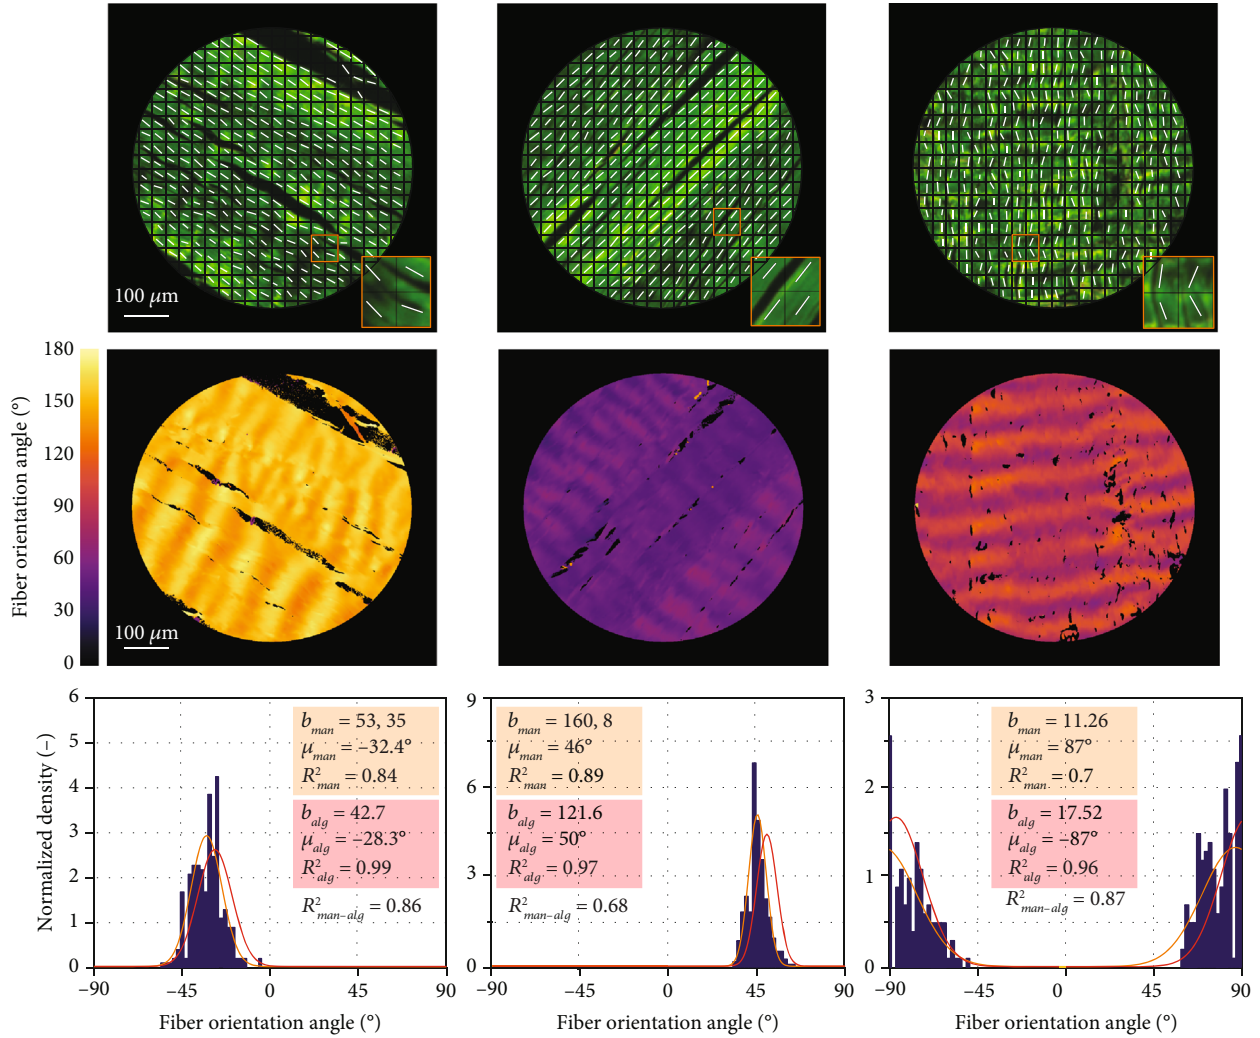 100 μm
180
150
120
90
60
30
0
Fiber orientation angle (°)
100 μm
6
5
4
3
2
1
0
Normalized density (–)
b_man = 53, 35
μ_man = –32.4°
R²_man = 0.84
b_alg = 42.7
μ_alg = –28.3°
R²_alg = 0.99
R²_man–alg = 0.86
–90
–45
0
45
90
Fiber orientation angle (°)
9
6
3
0
b_man = 160, 8
μ_man = 46°
R²_man = 0.89
b_alg = 121.6
μ_alg = 50°
R²_alg = 0.97
R²_man–alg = 0.68
–90
–45
0
45
90
Fiber orientation angle (°)
3
2
1
0
b_man = 11.26
μ_man = 87°
R²_man = 0.7
b_alg = 17.52
μ_alg = –87°
R²_alg = 0.96
R²_man–alg = 0.87
–90
–45
0
45
90
Fiber orientation angle (°)